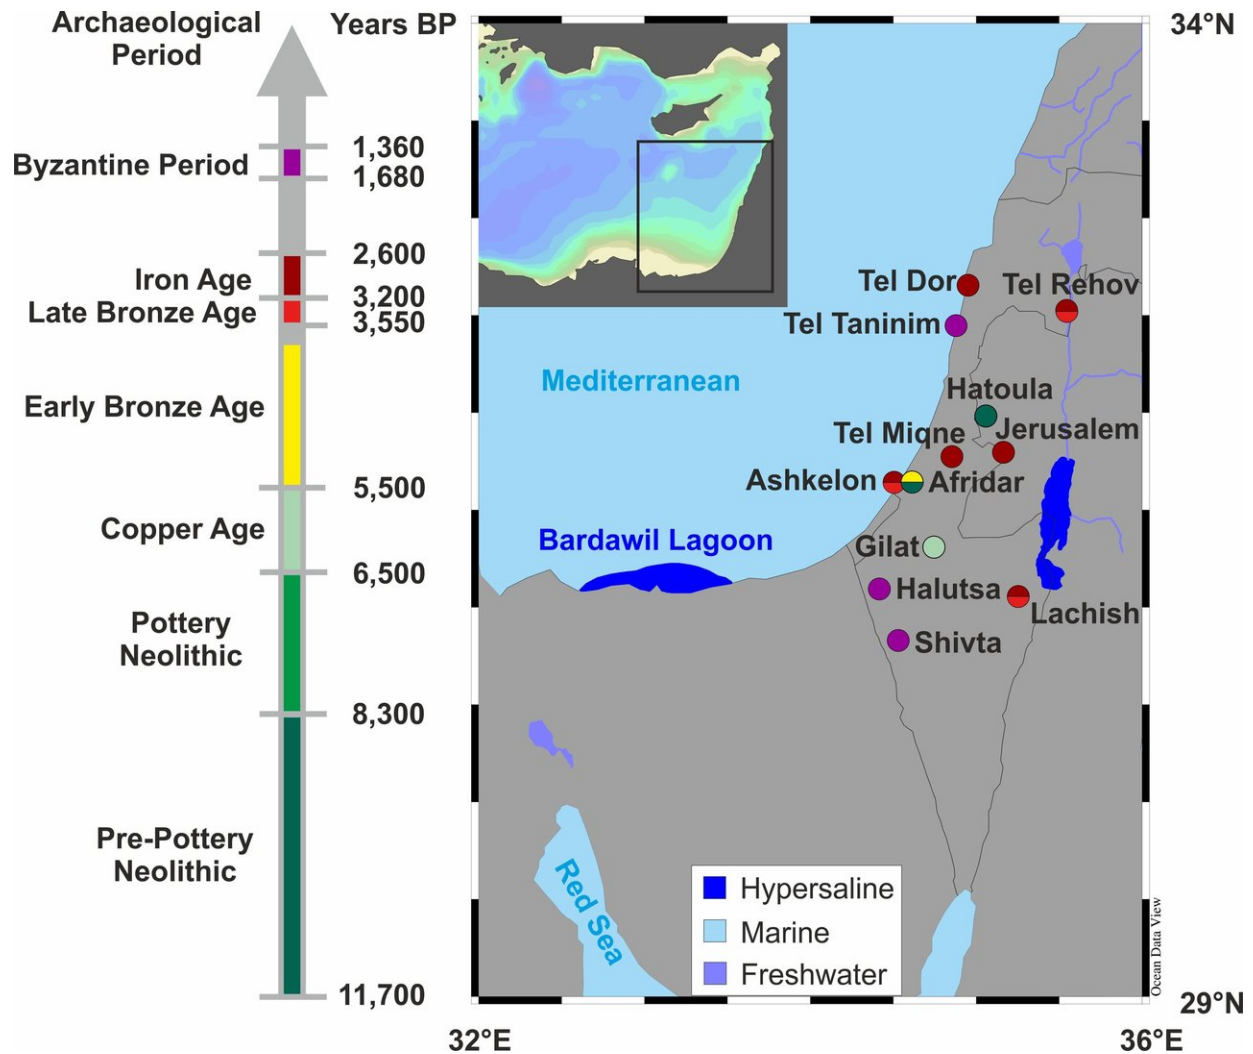 Archaeological
Period
Years BP
Byzantine Period
1,360
1,680
2,600
Iron Age
3,200
Late Bronze Age
3,550
Early Bronze Age
5,500
Copper Age
6,500
Pottery
Neolithic
8,300
Pre-Pottery
Neolithic
11,700
34°N
Tel Dor
Tel Rehov
Tel Taninim
Mediterranean
Hatoula
Tel Miqne
Jerusalem
Ashkelon
Afridar
Bardawil Lagoon
Gilat
Halutsa
Lachish
Shivta
Red Sea
Hypersaline
Marine
Freshwater
Ocean Data View
29°N
32°E
36°E